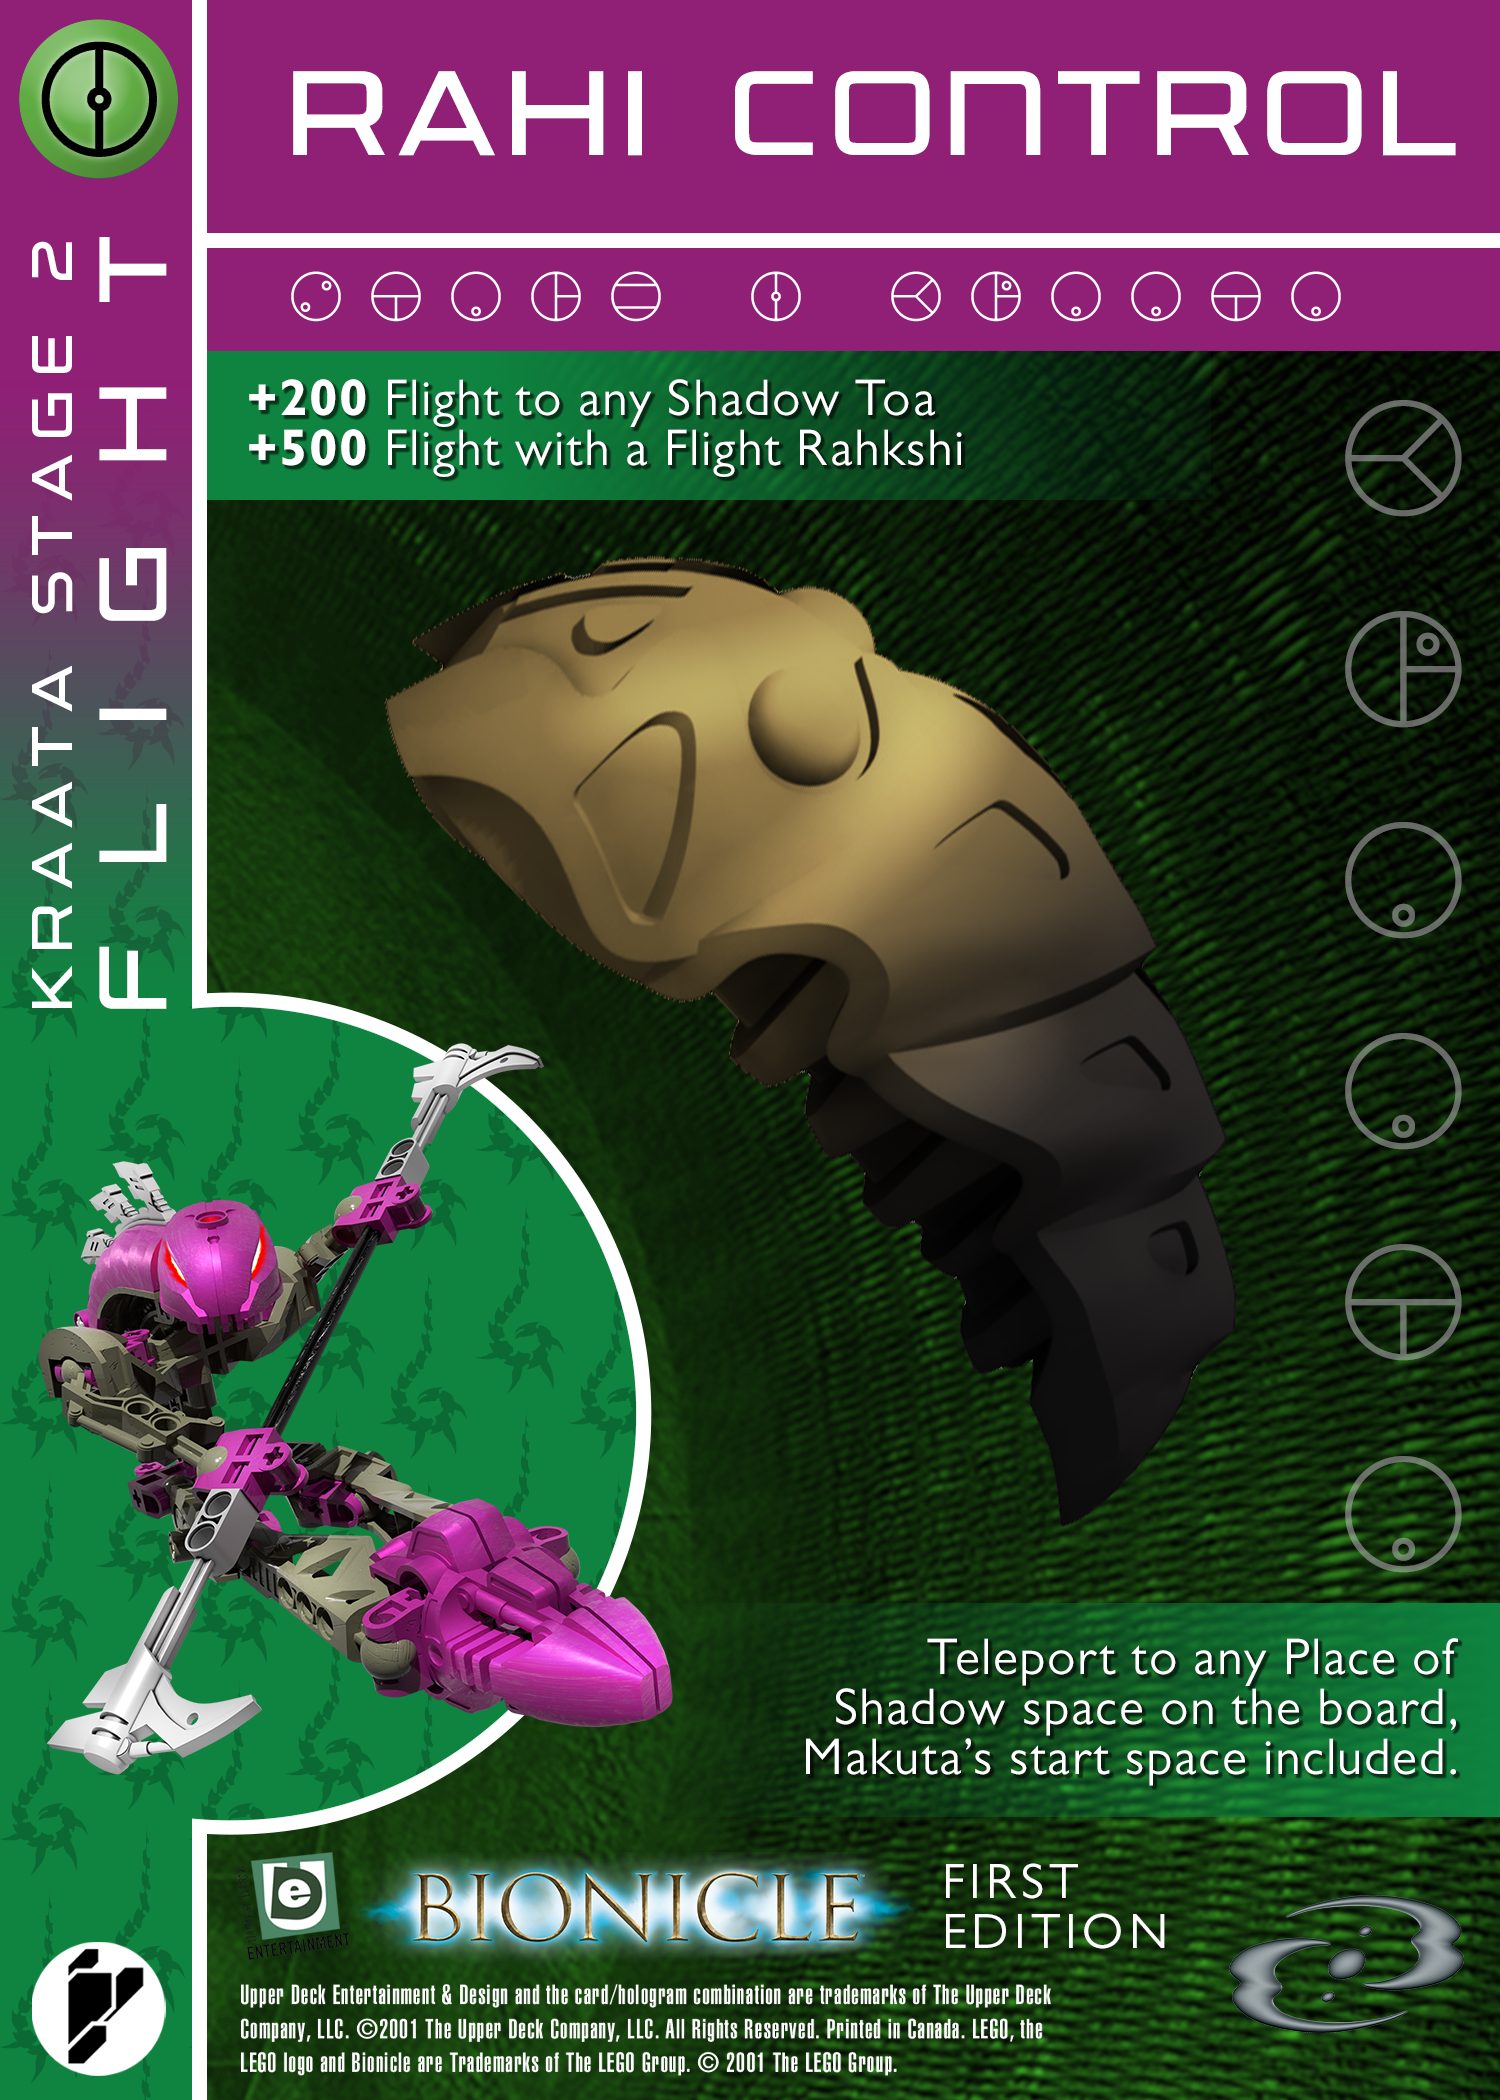 RAHI CONTROL
KRAATA STAGE 2
FLIGHT
+200 Flight to any Shadow Toa
+500 Flight with a Flight Rahkshi
Teleport to any Place of
Shadow space on the board,
Makuta's start space included.
e
ENTERTAINMENT
BIONICLE
FIRST
EDITION
Upper Deck Entertainment & Design and the card/hologram combination are trademarks of The Upper Deck
Company, LLC. ©2001 The Upper Deck Company, LLC. All Rights Reserved. Printed in Canada. LEGO, the
LEGO logo and Bionicle are Trademarks of The LEGO Group. © 2001 The LEGO Group.